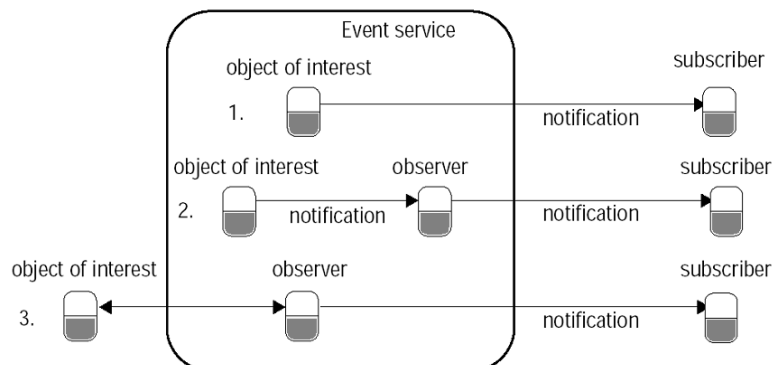 Event service
object of interest
subscriber
1.
notification
object of interest
observer
subscriber
2.
notification
notification
object of interest
observer
subscriber
3.
notification